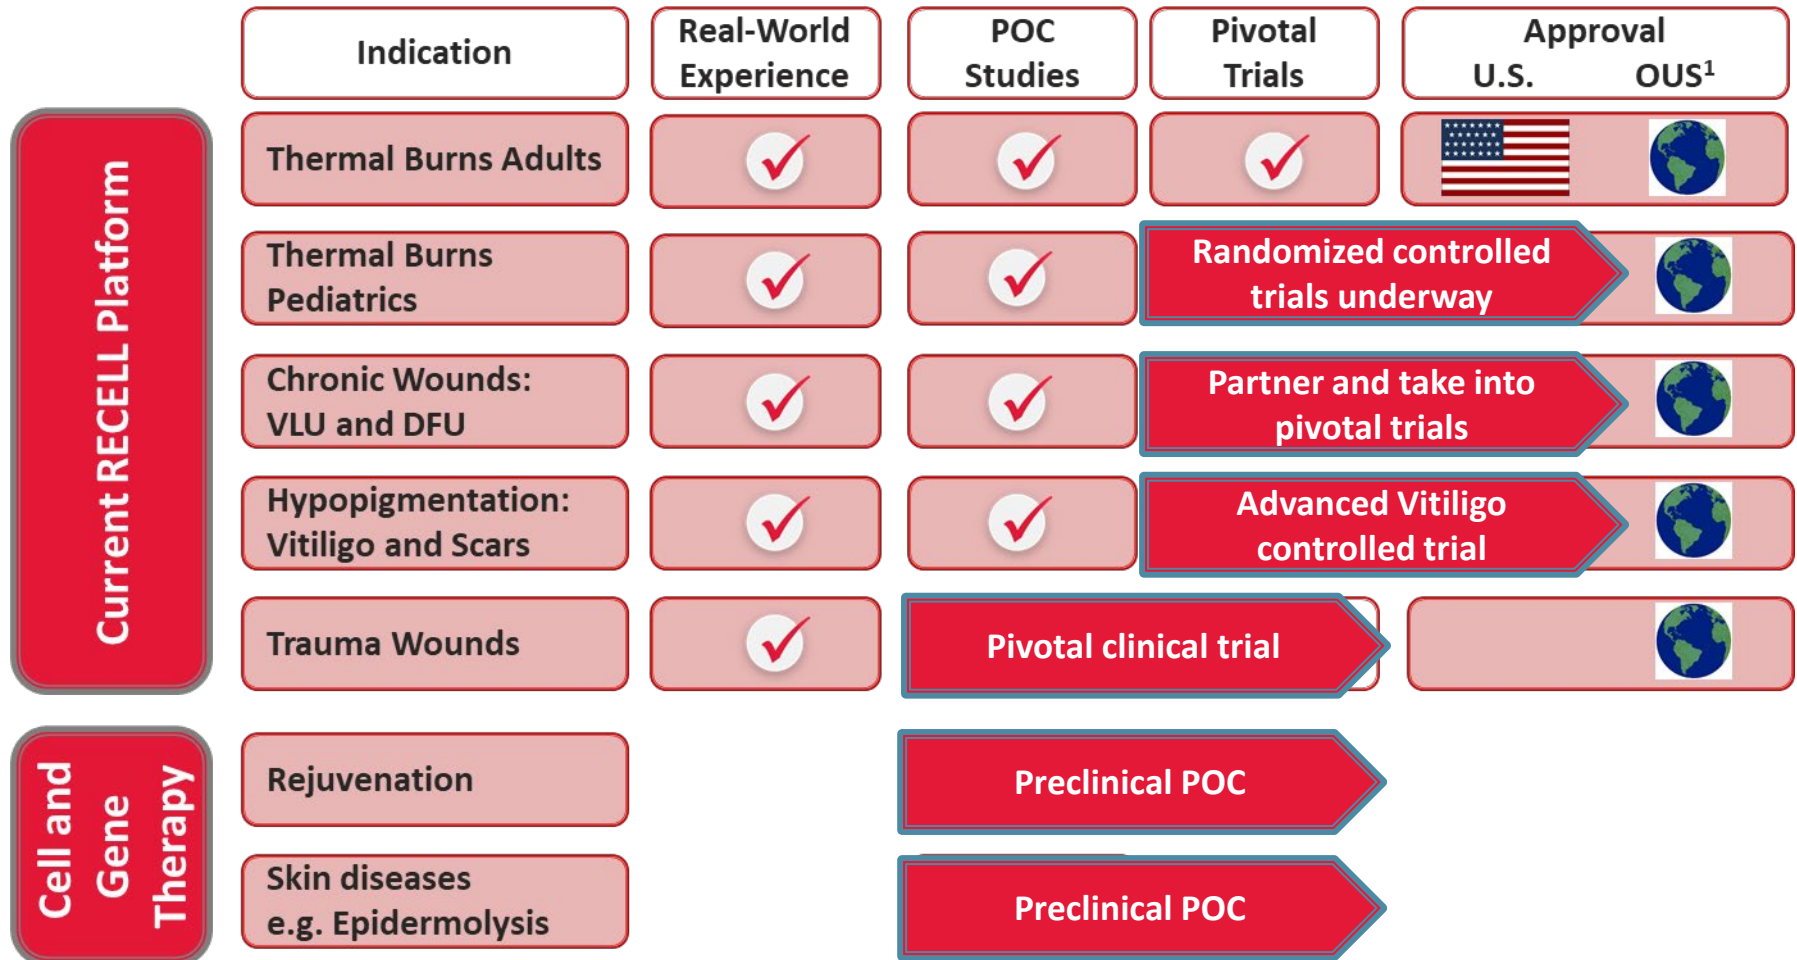 Indication
Real-World
Experience
POC
Studies
Pivotal
Trials
Approval
U.S. OUS¹
Current RECELL Platform
Thermal Burns Adults
Thermal Burns
Pediatrics
Randomized controlled
trials underway
Chronic Wounds:
VLU and DFU
Partner and take into
pivotal trials
Hypopigmentation:
Vitiligo and Scars
Advanced Vitiligo
controlled trial
Trauma Wounds
Pivotal clinical trial
Cell and
Gene
Therapy
Rejuvenation
Preclinical POC
Skin diseases
e.g. Epidermolysis
Preclinical POC